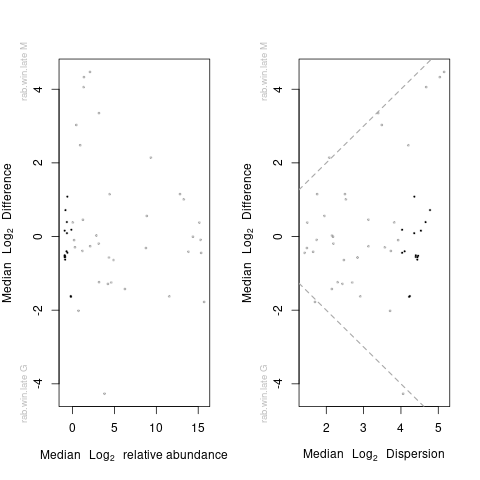 rab.win.late M
rab.win.late G
Median Log2 Difference
4
2
0
-2
-4
0
5
10
15
Median Log2 relative abundance
rab.win.late M
rab.win.late G
Median Log2 Difference
4
2
0
-2
-4
2
3
4
5
Median Log2 Dispersion